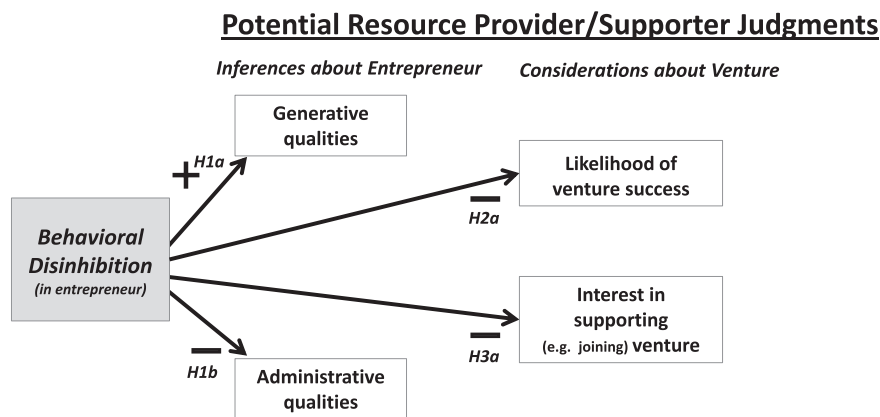 Potential Resource Provider/Supporter Judgments
Inferences about Entrepreneur
Considerations about Venture
Generative
qualities
+
H1a
Likelihood of
venture success
−
H2a
Behavioral
Disinhibition
(in entrepreneur)
Interest in
supporting
(e.g. joining) venture
−
H3a
−
H1b
Administrative
qualities